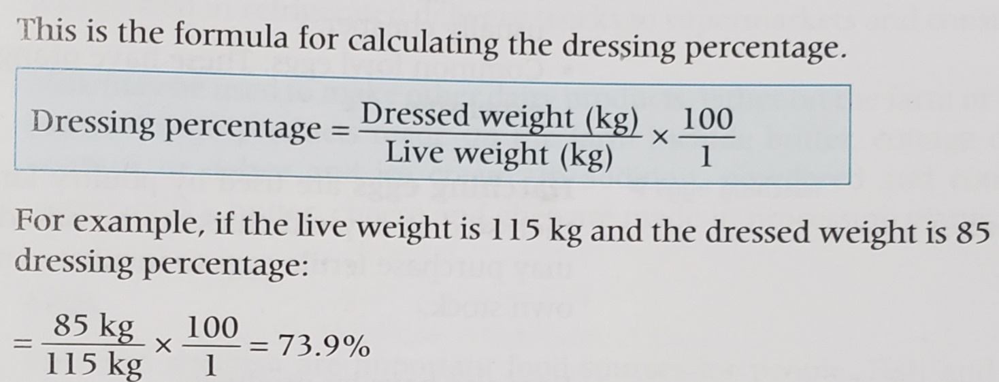 This is the formula for calculating the dressing percentage.
Dressing percentage = Dressed weight (kg) / Live weight (kg) × 100 / 1
For example, if the live weight is 115 kg and the dressed weight is 85
dressing percentage:
= 85 kg / 115 kg × 100 / 1 = 73.9%